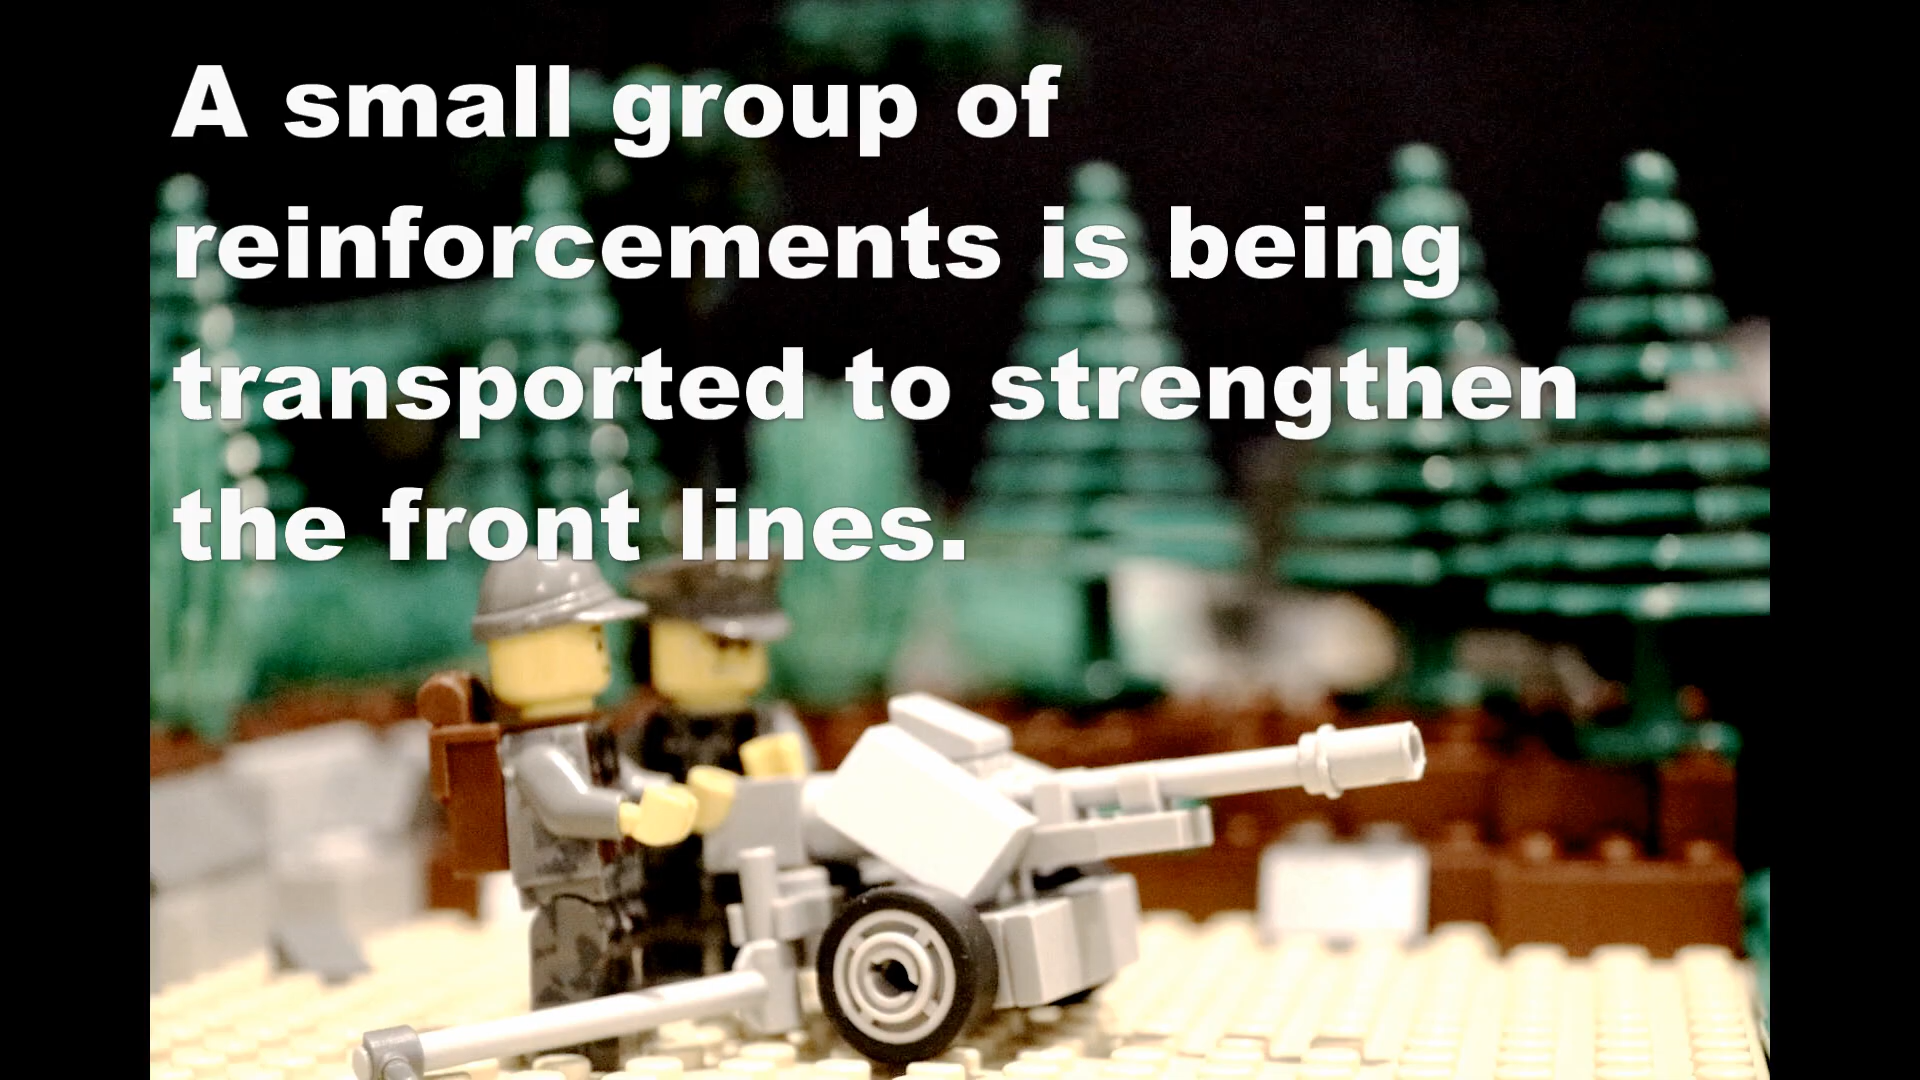 A small group of
reinforcements is being
transported to strengthen
the front lines.